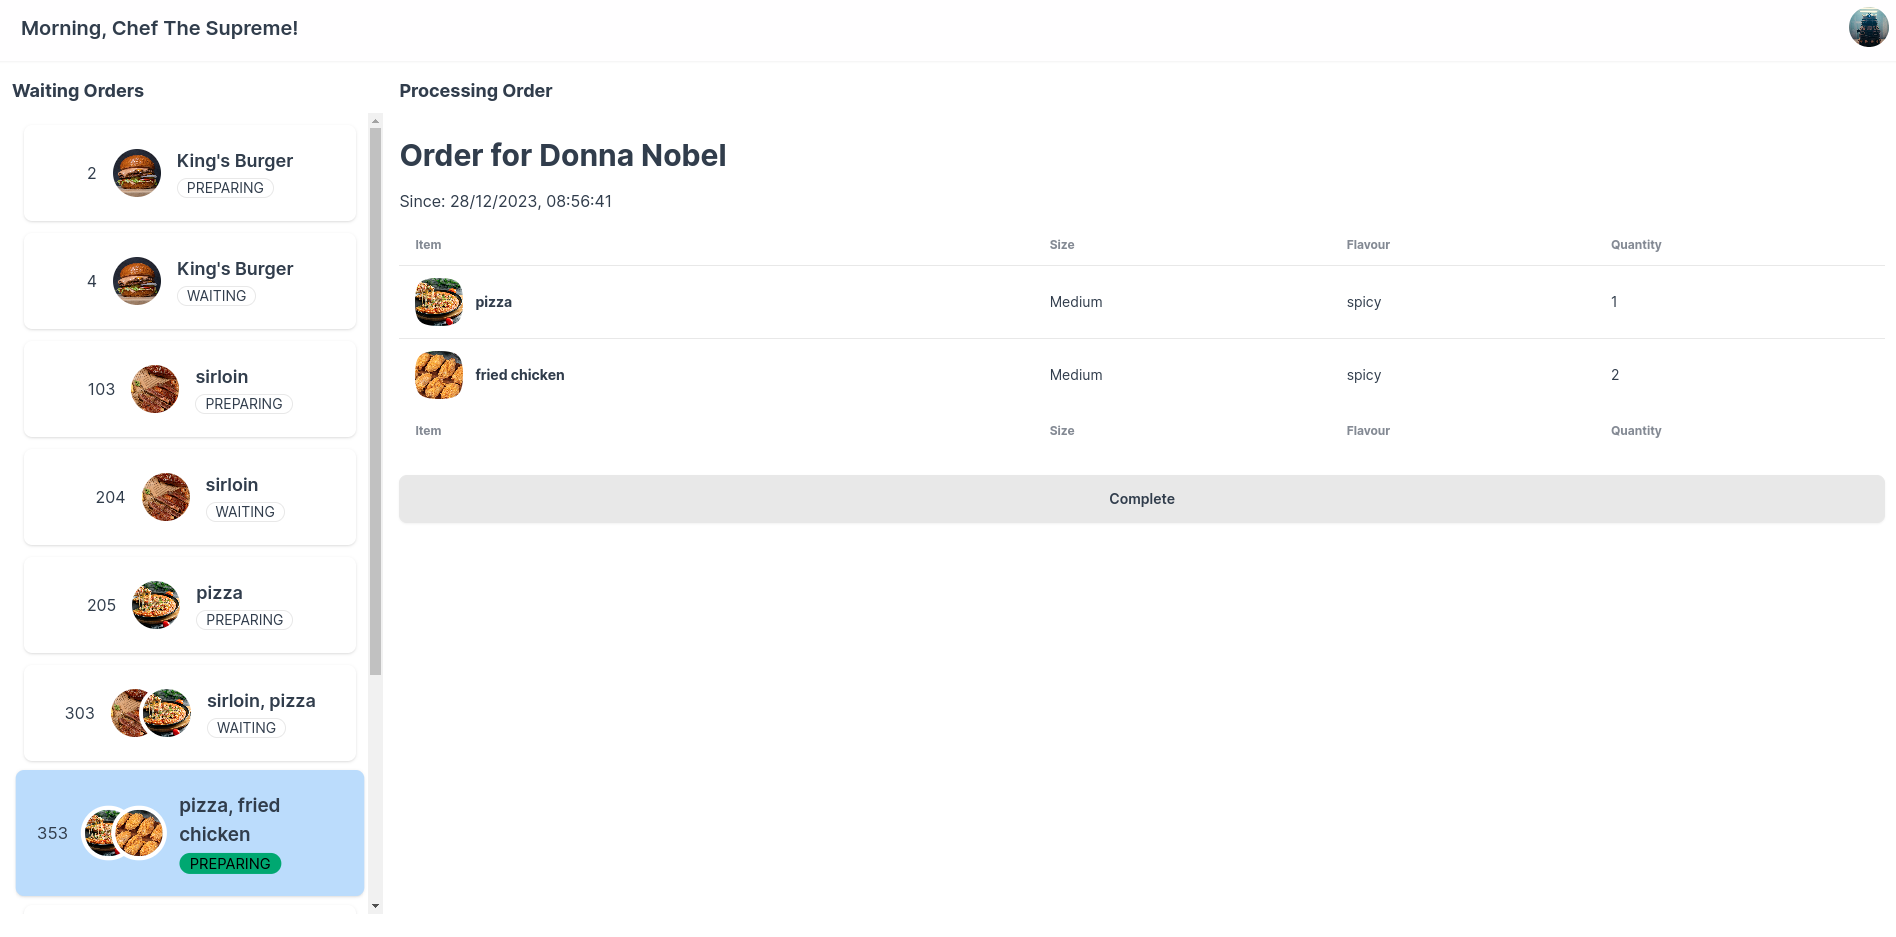 Morning, Chef The Supreme!
Waiting Orders
2
King's Burger
PREPARING
4
King's Burger
WAITING
103
sirloin
PREPARING
204
sirloin
WAITING
205
pizza
PREPARING
303
sirloin, pizza
WAITING
353
pizza, fried
chicken
PREPARING
Processing Order
Order for Donna Nobel
Since: 28/12/2023, 08:56:41
Item Size Flavour Quantity
pizza Medium spicy 1
fried chicken Medium spicy 2
Item Size Flavour Quantity
Complete